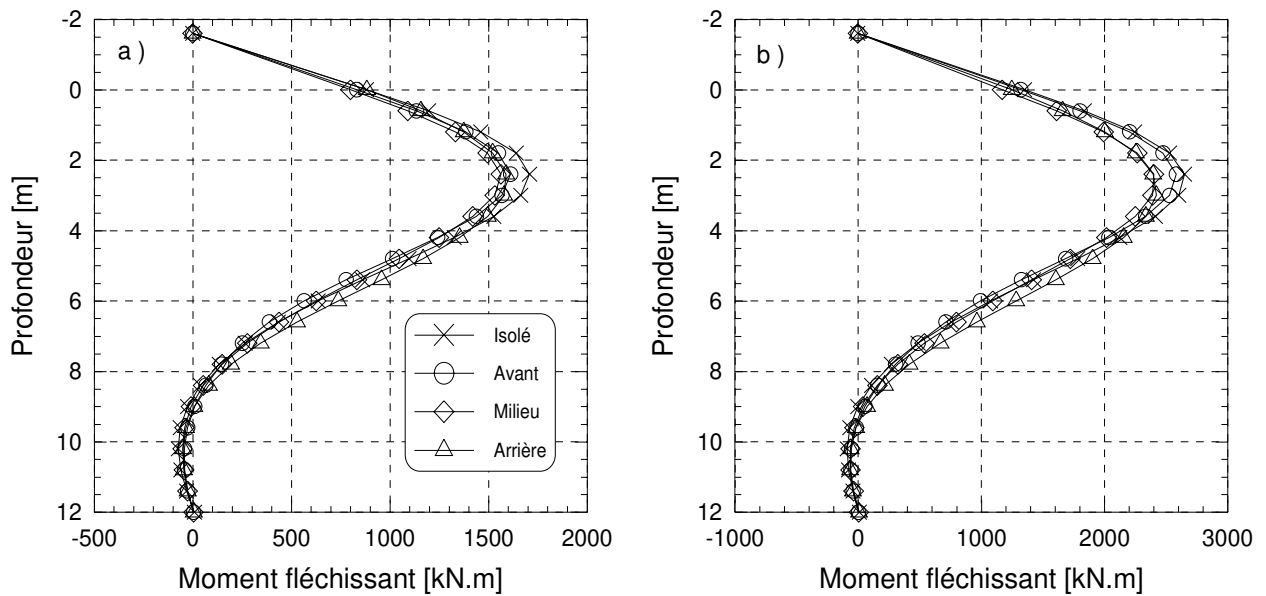 a )
-2
0
2
4
6
8
10
12
-500
0
500
1000
1500
2000
Profondeur [m]
Moment fléchissant [kN.m]
Isolé
Avant
Milieu
Arrière
b )
-2
0
2
4
6
8
10
12
-1000
0
1000
2000
3000
Profondeur [m]
Moment fléchissant [kN.m]